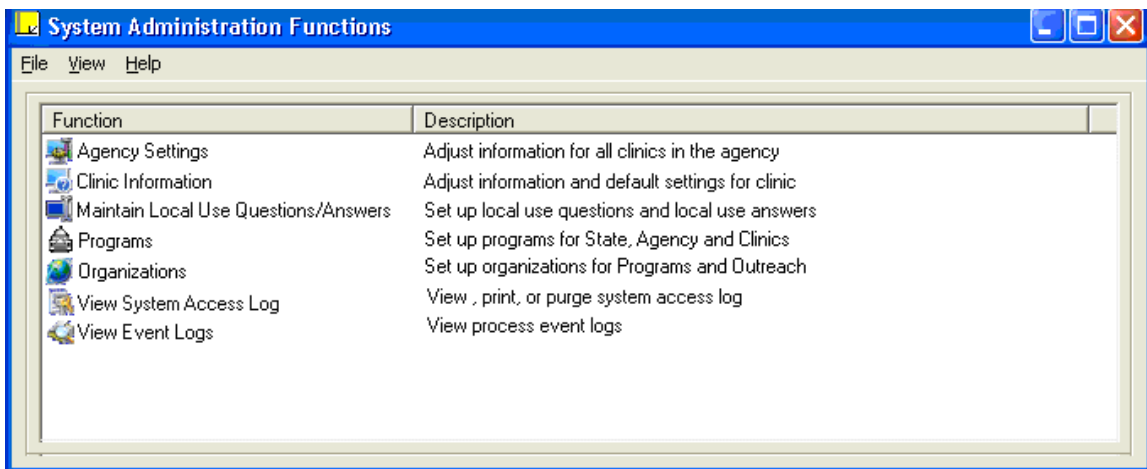 System Administration Functions
File View Help
Function Description
Agency Settings Adjust information for all clinics in the agency
Clinic Information Adjust information and default settings for clinic
Maintain Local Use Questions/Answers Set up local use questions and local use answers
Programs Set up programs for State, Agency and Clinics
Organizations Set up organizations for Programs and Outreach
View System Access Log View , print, or purge system access log
View Event Logs View process event logs